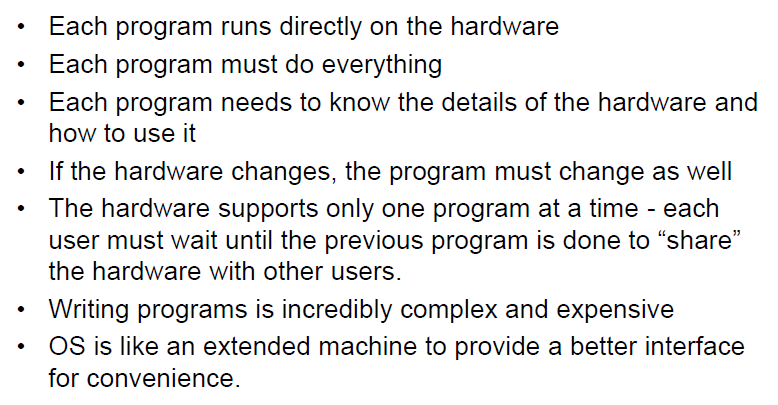 • Each program runs directly on the hardware
• Each program must do everything
• Each program needs to know the details of the hardware and
how to use it
• If the hardware changes, the program must change as well
• The hardware supports only one program at a time - each
user must wait until the previous program is done to “share”
the hardware with other users.
• Writing programs is incredibly complex and expensive
• OS is like an extended machine to provide a better interface
for convenience.